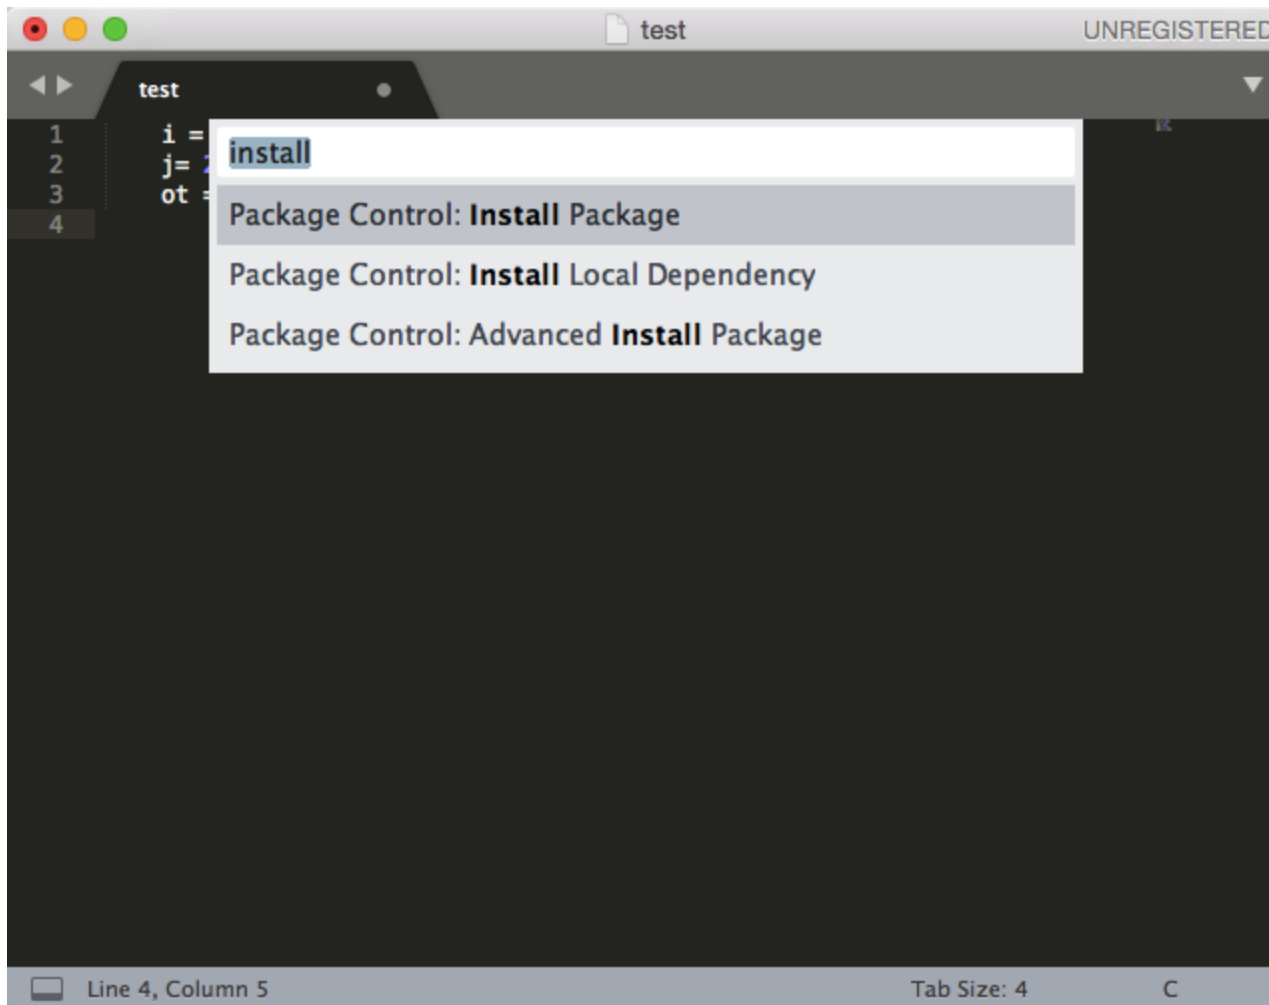 test
UNREGISTERED
test
1 i =
2 j= 2
3 ot =
4
install
Package Control: Install Package
Package Control: Install Local Dependency
Package Control: Advanced Install Package
Line 4, Column 5
Tab Size: 4
C